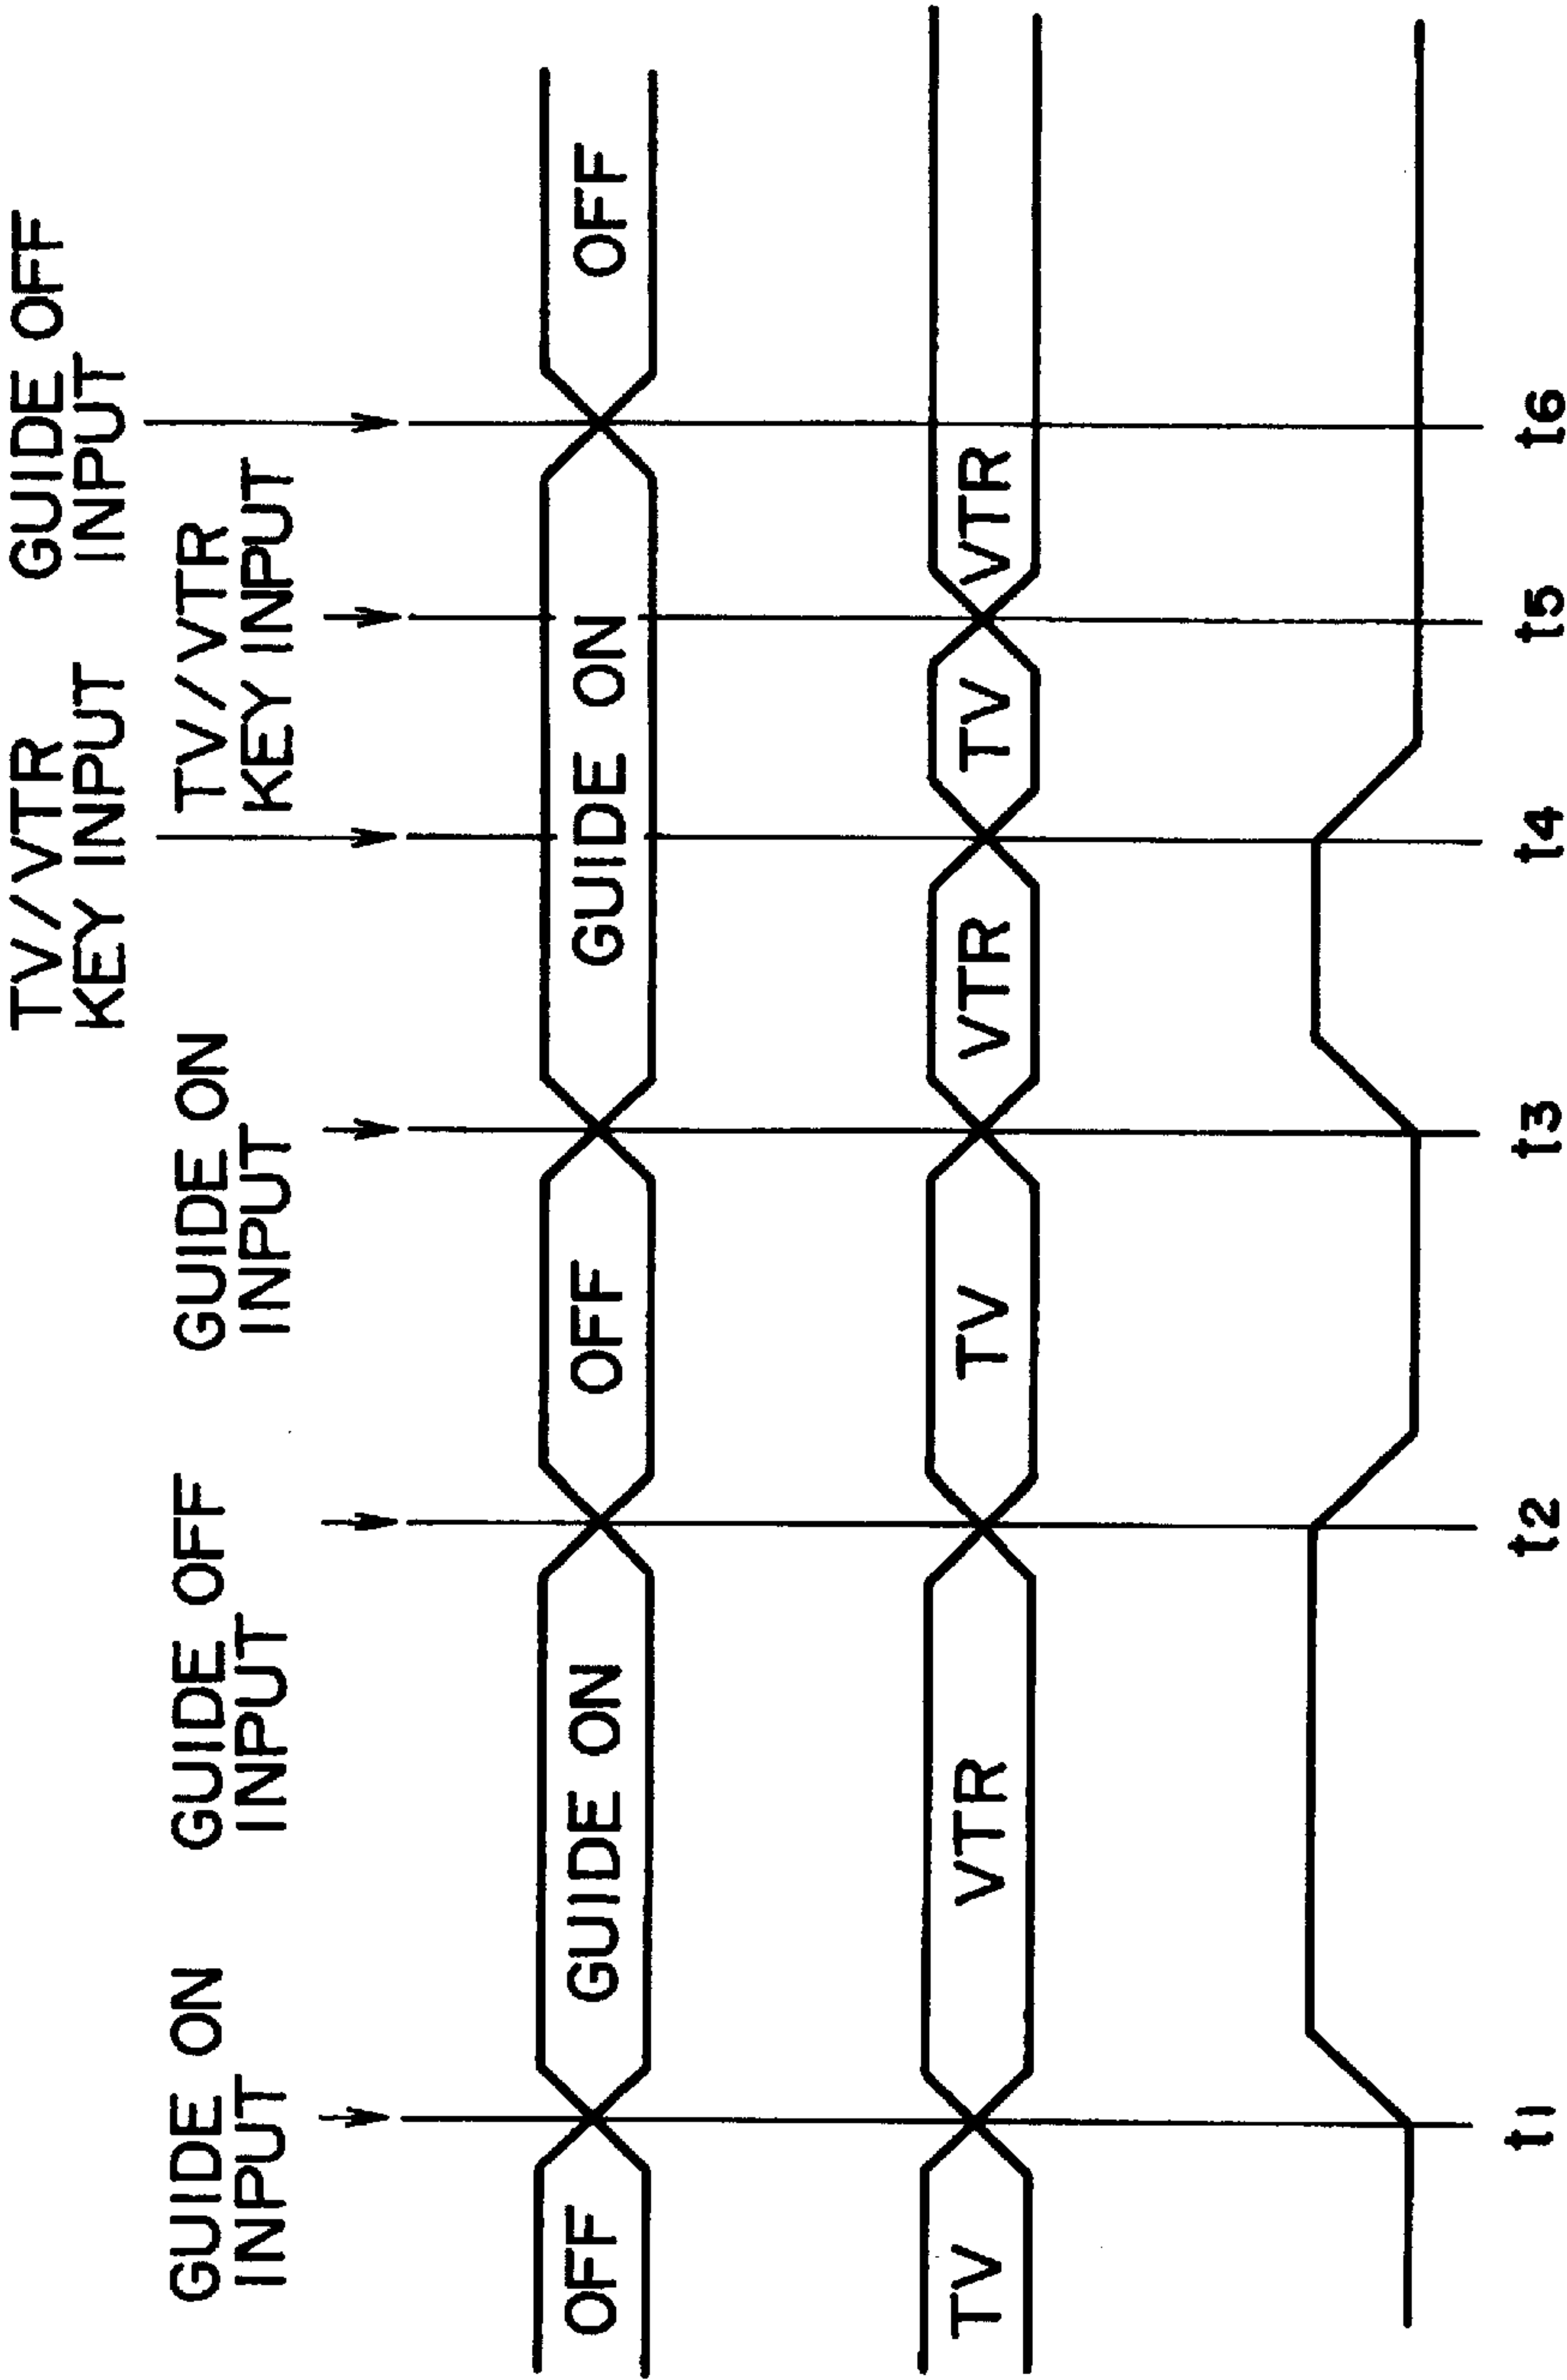 TV/VTR
KEY INPUT
GUIDE OFF
INPUT
GUIDE ON
INPUT
GUIDE OFF
INPUT
GUIDE ON
INPUT
TV/VTR
KEY INPUT
OFF
GUIDE ON
OFF
GUIDE ON
OFF
TV
VTR
TV
VTR
TV
VTR
t1
t2
t3
t4
t5
t6